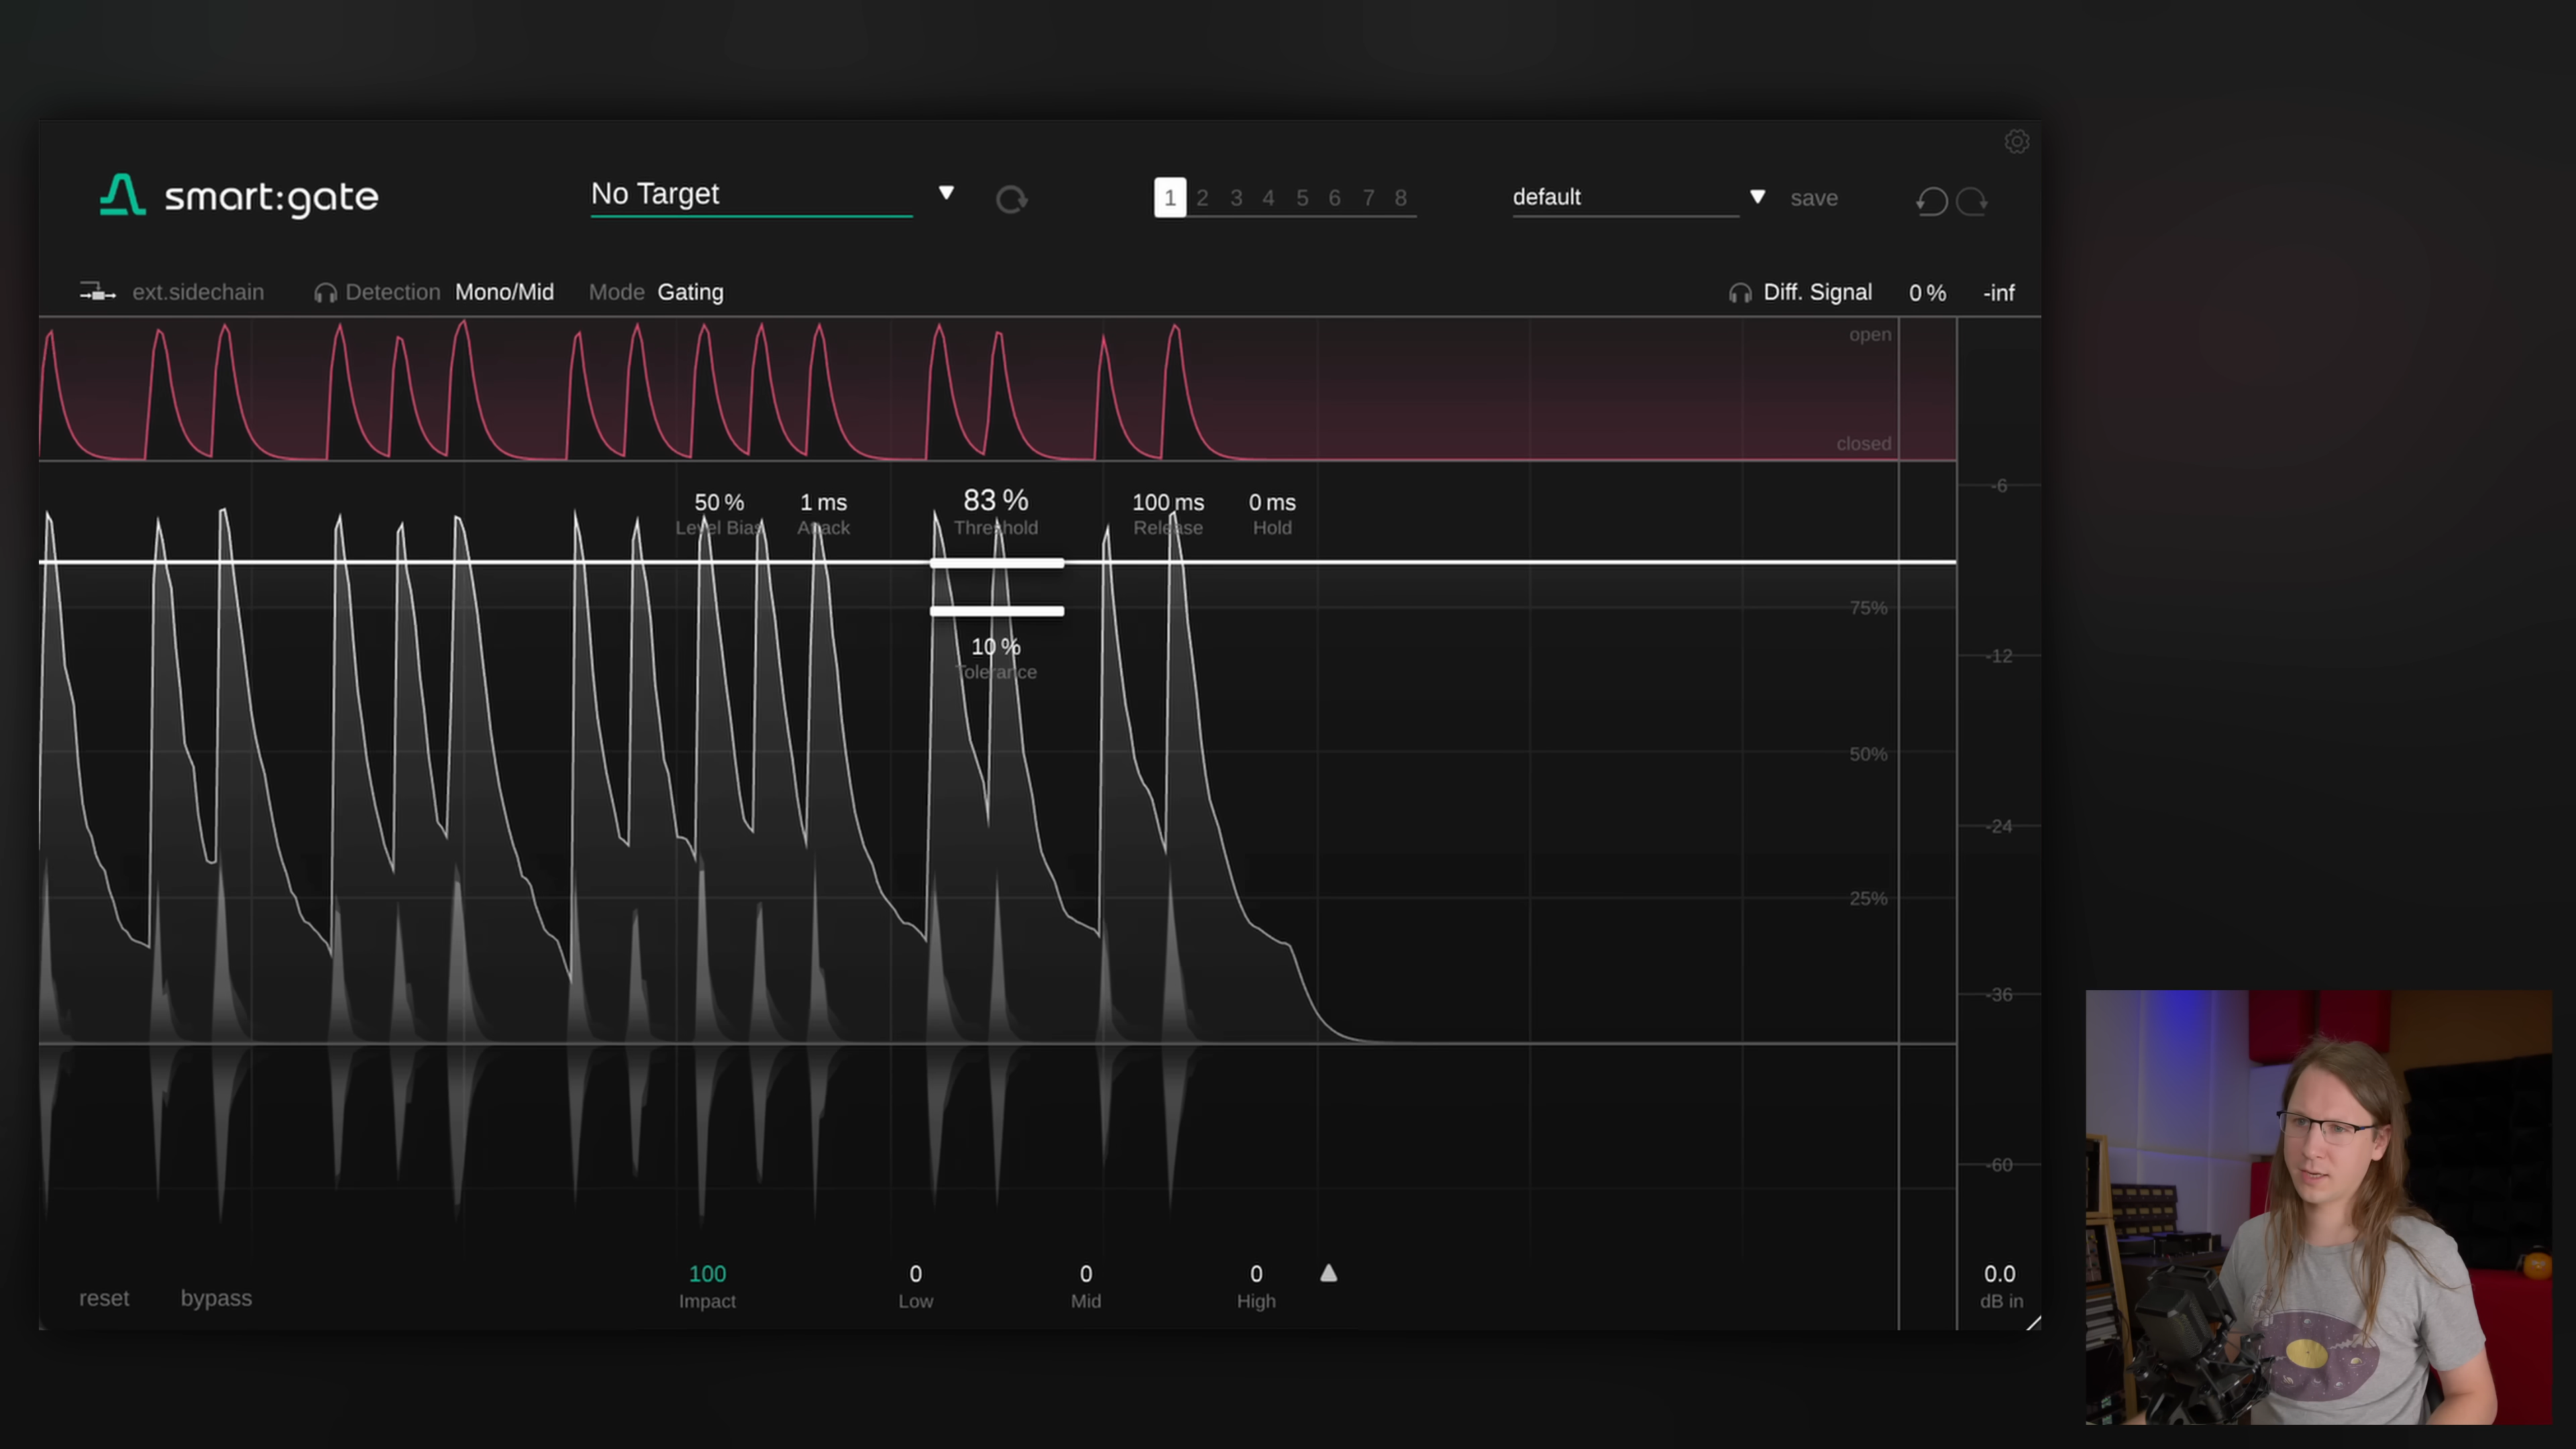 smart:gate
No Target
1 2 3 4 5 6 7 8
default
save
ext.sidechain
Detection Mono/Mid
Mode Gating
Diff. Signal
0 %
-inf
open
closed
50 %
Level Bias
1 ms
Attack
83 %
Threshold
100 ms
Release
0 ms
Hold
10 %
Tolerance
75%
50%
25%
-6
-12
-24
-36
-60
reset
bypass
100
Impact
0
Low
0
Mid
0
High
0.0
dB in